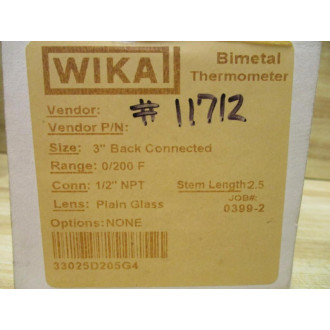 WIKA
Bimetal
Thermometer
Vendor: # 11712
Vendor P/N:
Size: 3" Back Connected
Range: 0/200 F
Conn: 1/2" NPT Stem Length:2.5
JOB#:
Lens: Plain Glass 0399-2
Options:NONE
33025D205G4